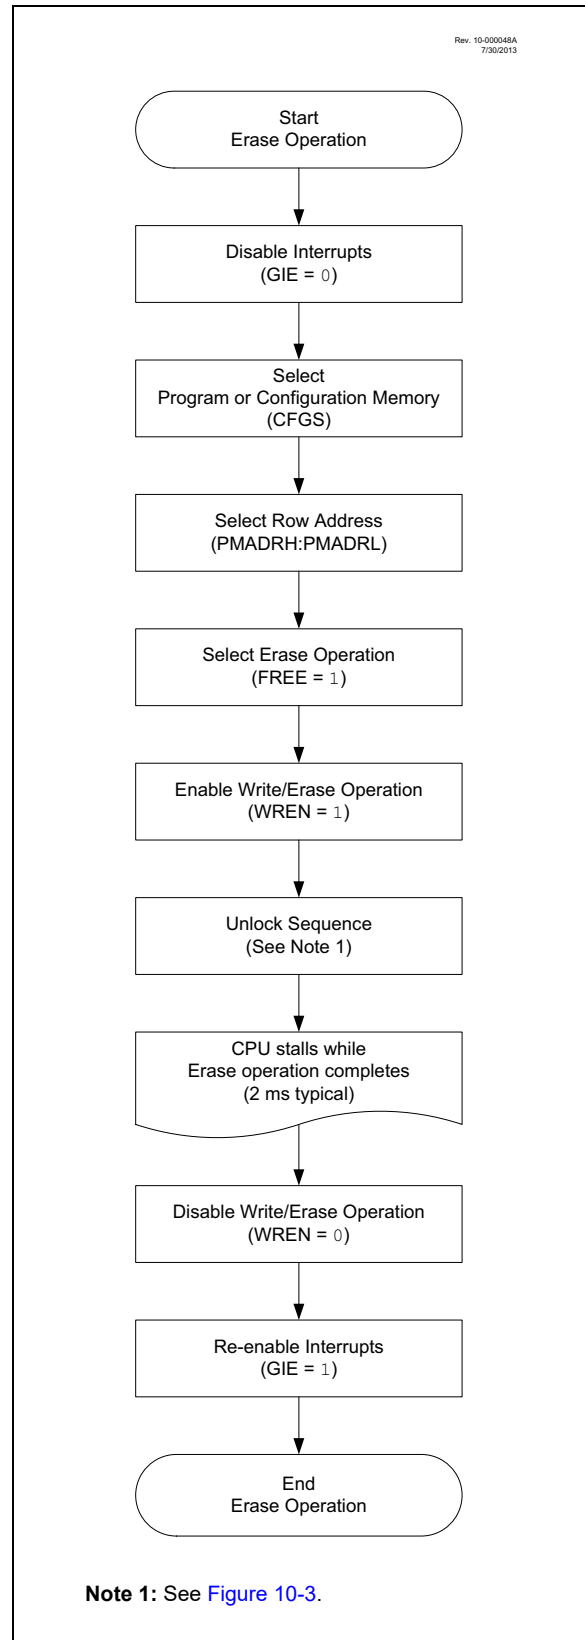 Rev. 10-000048A
7/30/2013
Start
Erase Operation
Disable Interrupts
(GIE = 0)
Select
Program or Configuration Memory
(CFGS)
Select Row Address
(PMADRH:PMADRL)
Select Erase Operation
(FREE = 1)
Enable Write/Erase Operation
(WREN = 1)
Unlock Sequence
(See Note 1)
CPU stalls while
Erase operation completes
(2 ms typical)
Disable Write/Erase Operation
(WREN = 0)
Re-enable Interrupts
(GIE = 1)
End
Erase Operation
Note 1: See Figure 10-3.